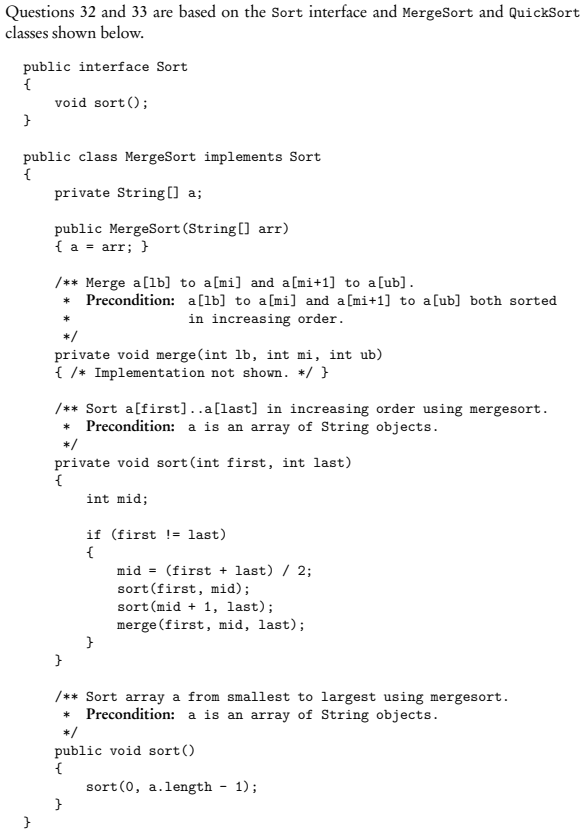 Questions 32 and 33 are based on the Sort interface and MergeSort and QuickSort
classes shown below.
public interface Sort
{
    void sort();
}
public class MergeSort implements Sort
{
    private String[] a;
    public MergeSort(String[] arr)
    { a = arr; }
    /** Merge a[lb] to a[mi] and a[mi+1] to a[ub].
     *  Precondition: a[lb] to a[mi] and a[mi+1] to a[ub] both sorted
     *                in increasing order.
     */
    private void merge(int lb, int mi, int ub)
    { /* Implementation not shown. */ }
    /** Sort a[first]..a[last] in increasing order using mergesort.
     *  Precondition: a is an array of String objects.
     */
    private void sort(int first, int last)
    {
        int mid;
        if (first != last)
        {
            mid = (first + last) / 2;
            sort(first, mid);
            sort(mid + 1, last);
            merge(first, mid, last);
        }
    }
    /** Sort array a from smallest to largest using mergesort.
     *  Precondition: a is an array of String objects.
     */
    public void sort()
    {
        sort(0, a.length - 1);
    }
}